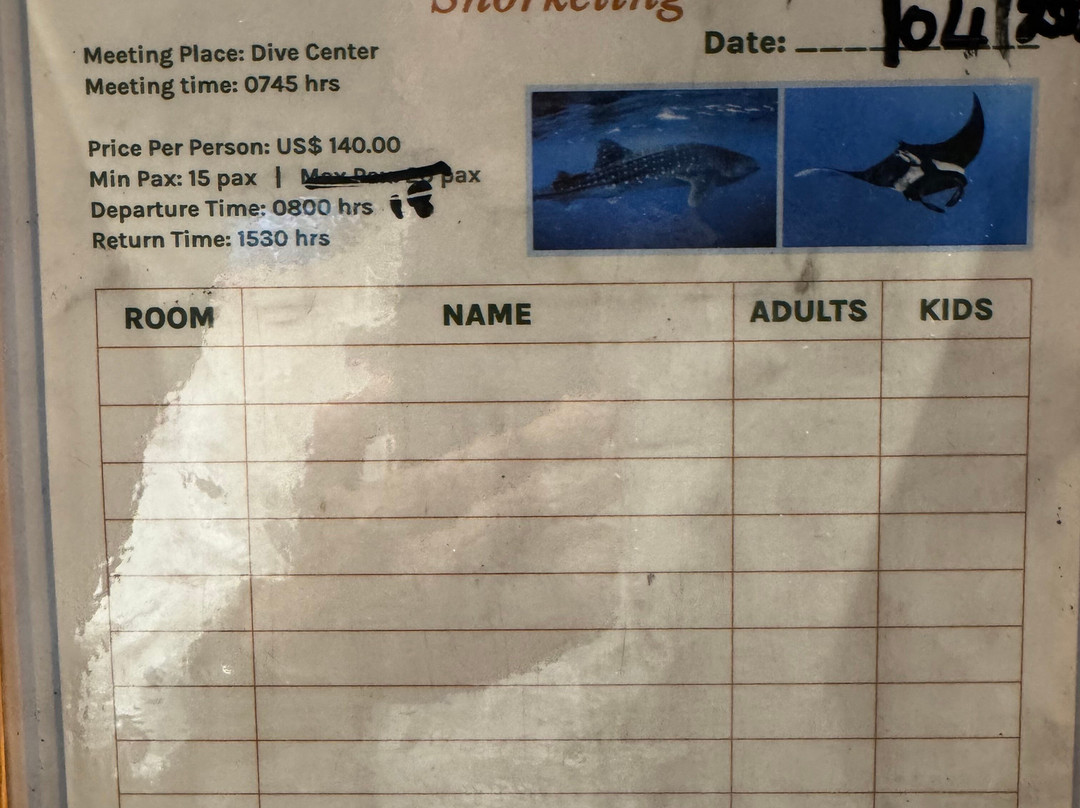 Snorkeling
Date: /04/
Meeting Place: Dive Center
Meeting time: 0745 hrs
Price Per Person: US$ 140.00
Min Pax: 15 pax | pax
Departure Time: 0800 hrs
Return Time: 1530 hrs
ROOM NAME ADULTS KIDS